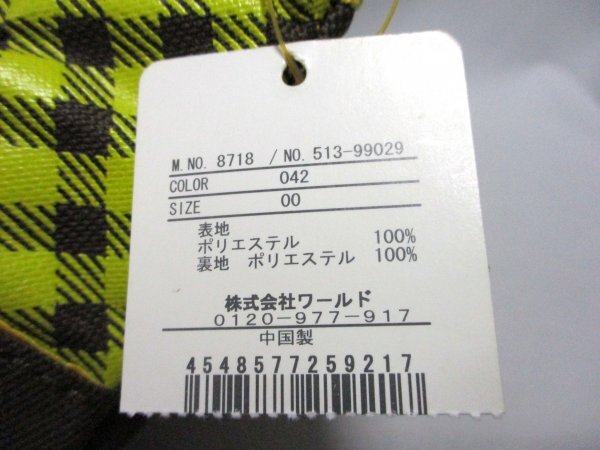 M.NO. 8718 / NO. 513-99029
COLOR 042
SIZE 00
表地
ポリエステル 100%
裏地 ポリエステル 100%
株式会社ワールド
0120-977-917
中国製
4548577259217